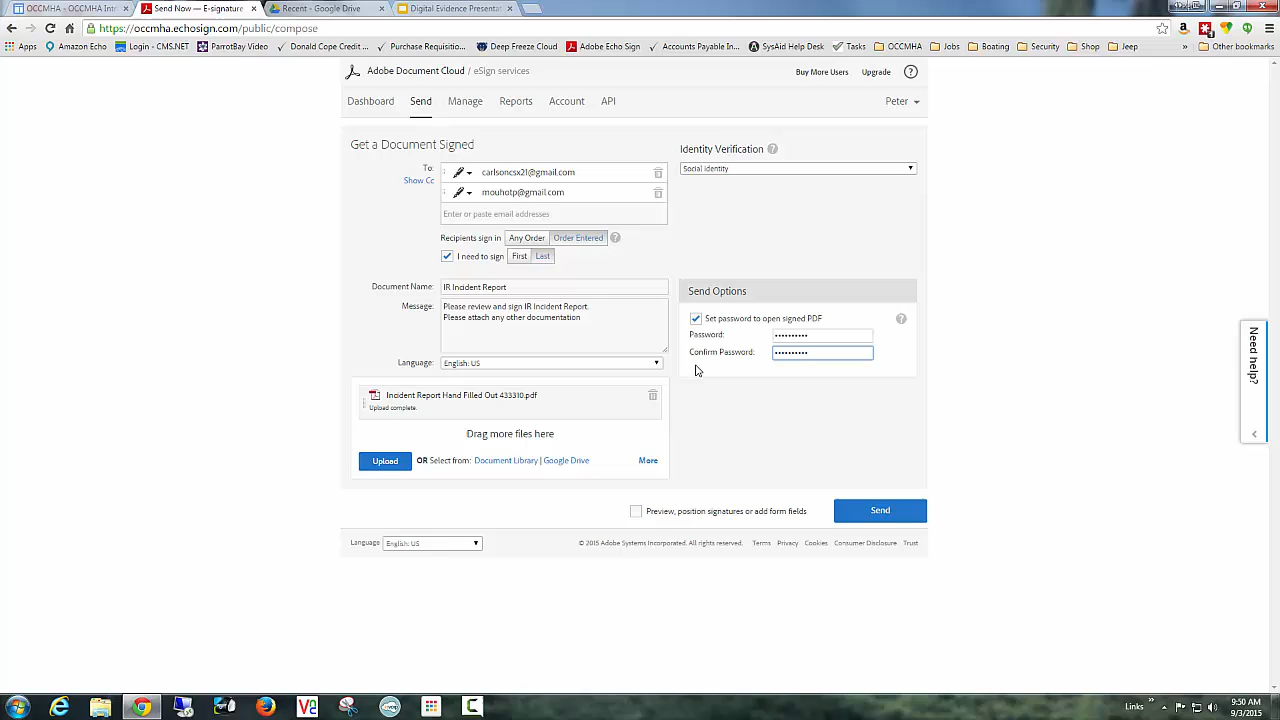 OCCMHA - OCCMHA Intr
Send Now — E-signature
Recent - Google Drive
Digital Evidence Presentat
https://occmha.echosign.com/public/compose
Apps
Amazon Echo
Login - CMS.NET
ParrotBay Video
Donald Cope Credit ...
Purchase Requisitio...
Deep Freeze Cloud
Adobe Echo Sign
Accounts Payable In...
SysAid Help Desk
Tasks
OCCMHA
Jobs
Boating
Security
Shop
Jeep
»
Other bookmarks
Adobe Document Cloud / eSign services
Buy More Users
Upgrade
?
Dashboard
Send
Manage
Reports
Account
API
Peter
Get a Document Signed
Identity Verification ?
To:
carlsoncsx21@gmail.com
Social identity
Show Cc
mouhotp@gmail.com
Enter or paste email addresses
Recipients sign in
Any Order
Order Entered
?
I need to sign
First
Last
Document Name:
IR Incident Report
Send Options
Message:
Please review and sign IR Incident Report.
Please attach any other documentation
Set password to open signed PDF
?
Password:
••••••••••
Confirm Password:
••••••••••
Language:
English: US
Incident Report Hand Filled Out 433310.pdf
Upload complete.
Drag more files here
Upload
OR Select from: Document Library | Google Drive
More
Need help?
Preview, position signatures or add form fields
Send
Language
English: US
© 2015 Adobe Systems Incorporated. All rights reserved.
Terms
Privacy
Cookies
Consumer Disclosure
Trust
Links
»
9:50 AM
9/3/2015